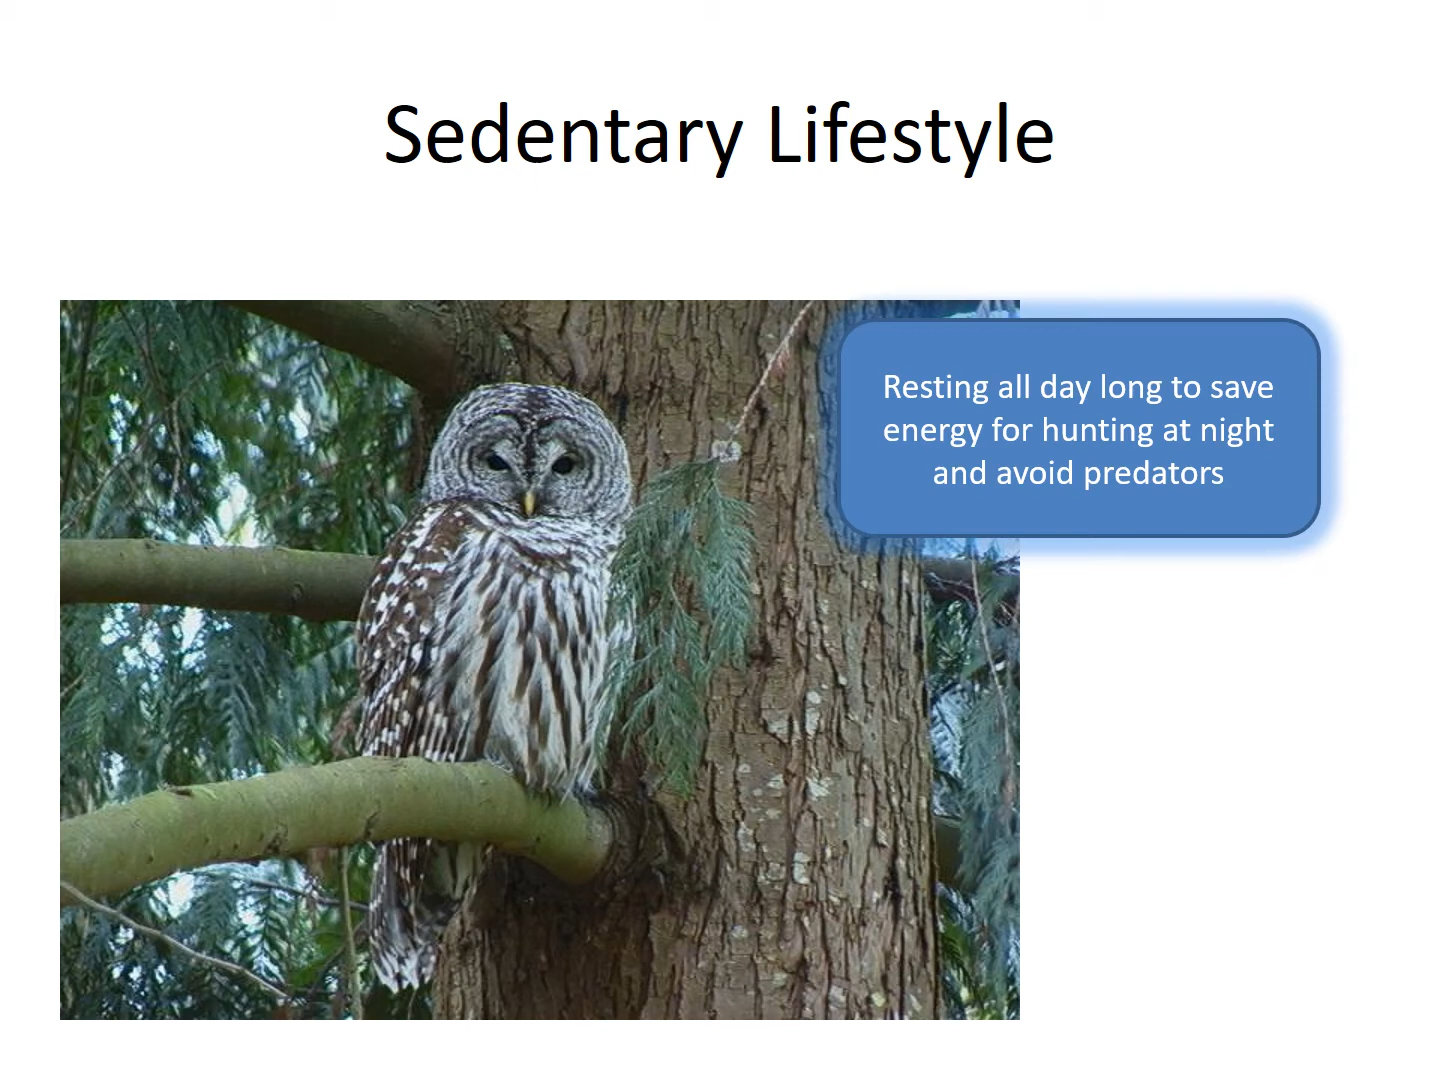 Sedentary Lifestyle
Resting all day long to save
energy for hunting at night
and avoid predators